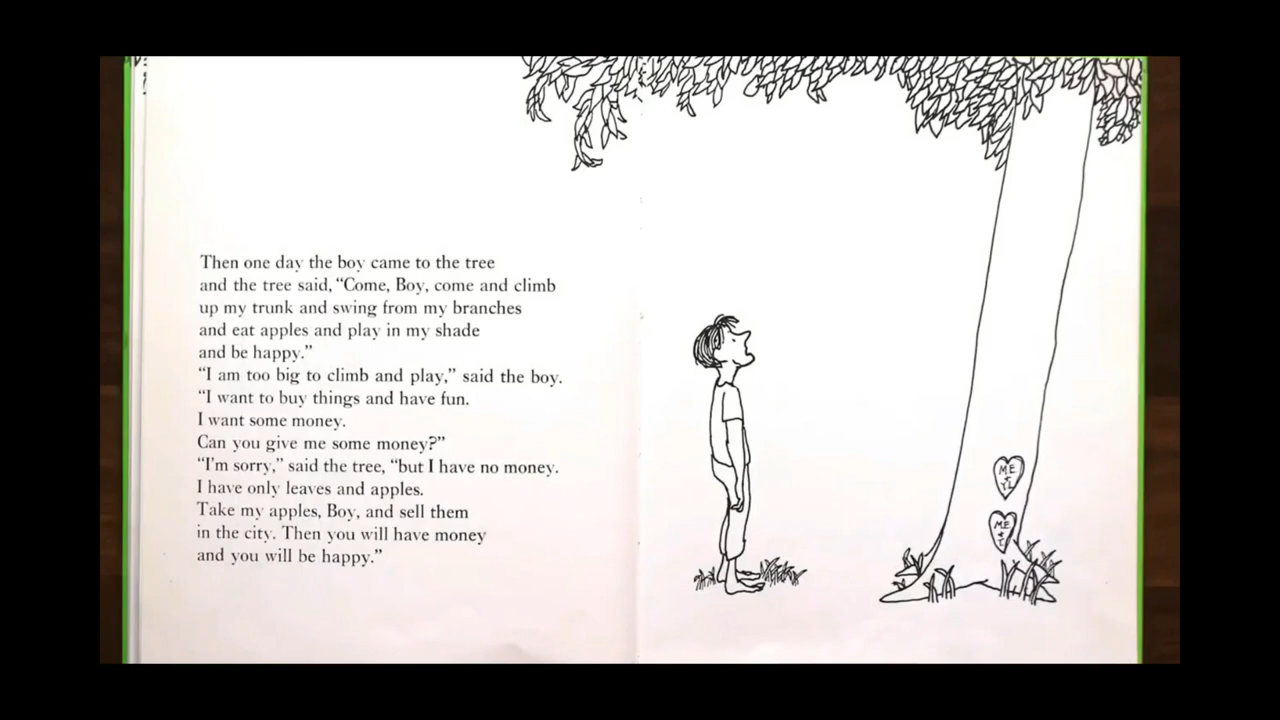 Then one day the boy came to the tree
and the tree said, “Come, Boy, come and climb
up my trunk and swing from my branches
and eat apples and play in my shade
and be happy.”
“I am too big to climb and play,” said the boy.
“I want to buy things and have fun.
I want some money.
Can you give me some money?”
“I'm sorry,” said the tree, “but I have no money.
I have only leaves and apples.
Take my apples, Boy, and sell them
in the city. Then you will have money
and you will be happy.”
ME
+
YL
ME
+
T